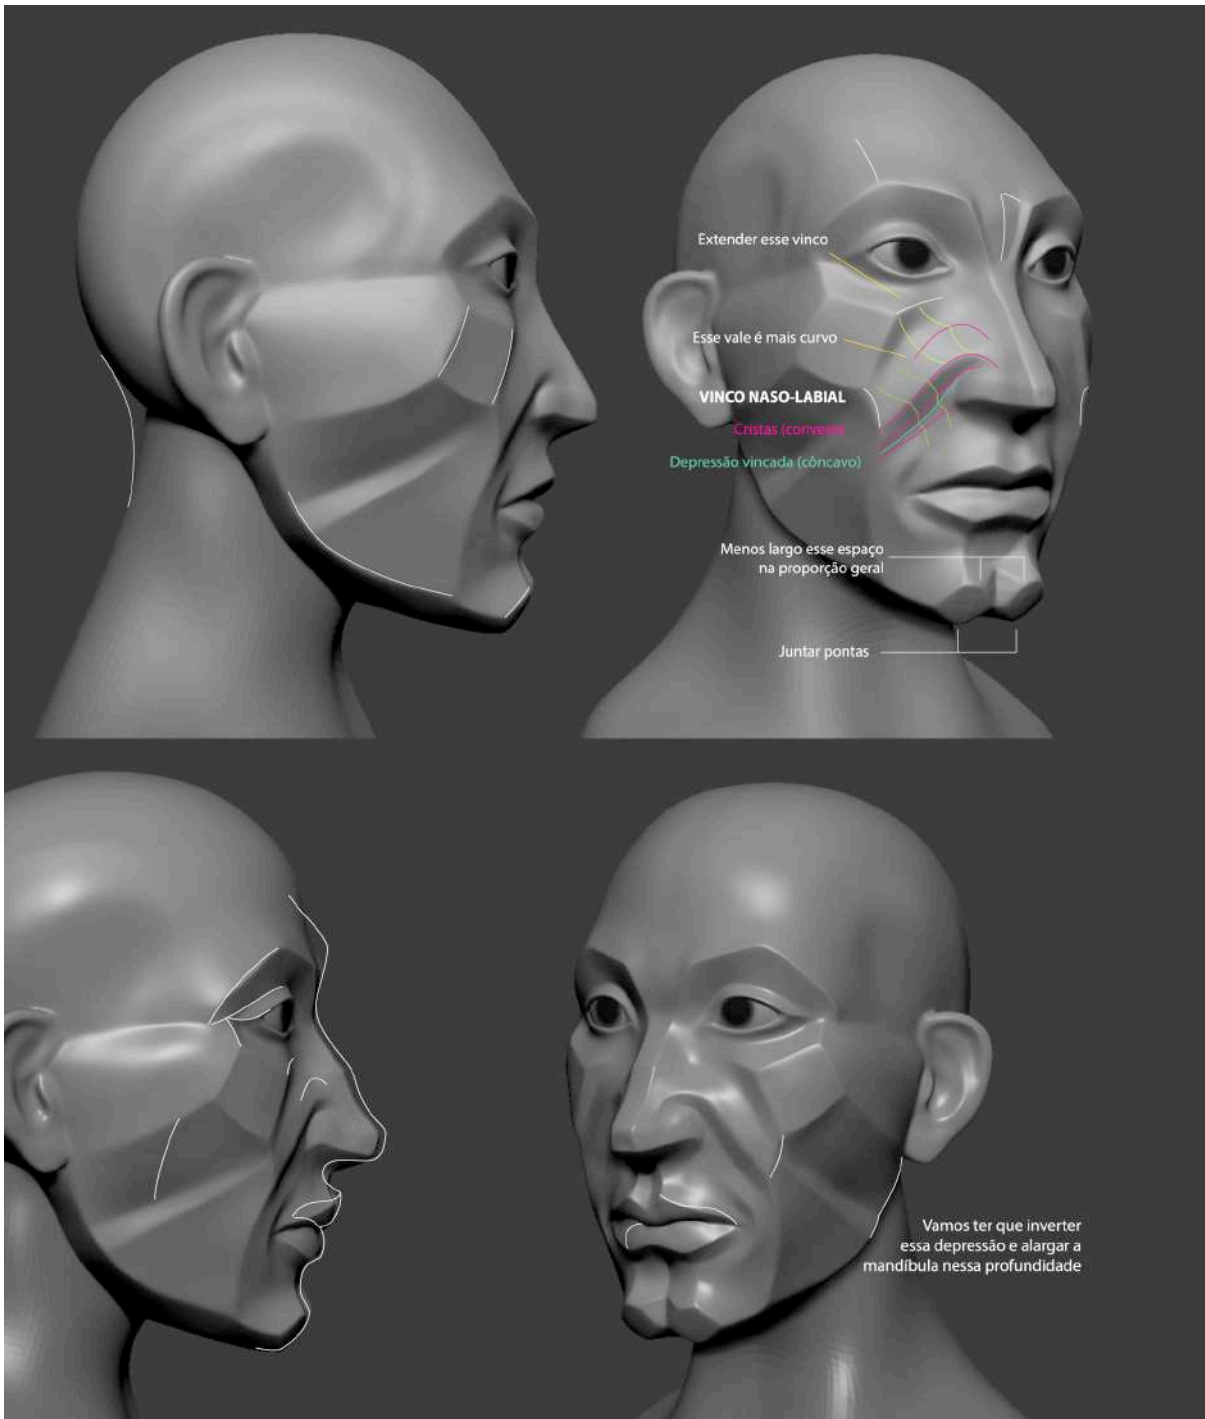 Extender esse vinco
Esse vale é mais curvo
VINCO NASO-LABIAL
Cristas (convexo)
Depressão vincada (côncavo)
Menos largo esse espaço
na proporção geral
Juntar pontas
Vamos ter que inverter
essa depressão e alargar a
mandíbula nessa profundidade